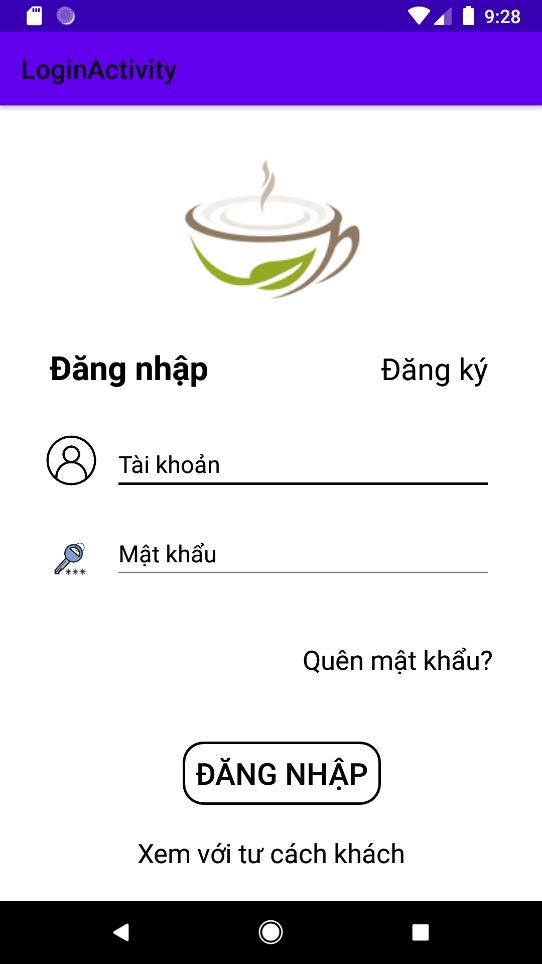 9:28
LoginActivity
Đăng nhập Đăng ký
Tài khoản
Mật khẩu
***
Quên mật khẩu?
ĐĂNG NHẬP
Xem với tư cách khách